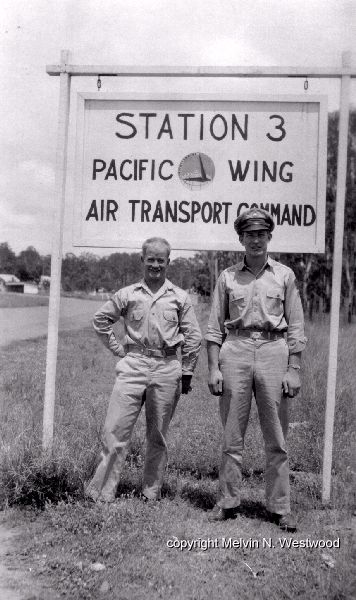 STATION 3
PACIFIC WING
AIR TRANSPORT COMMAND
copyright Melvin N. Westwood